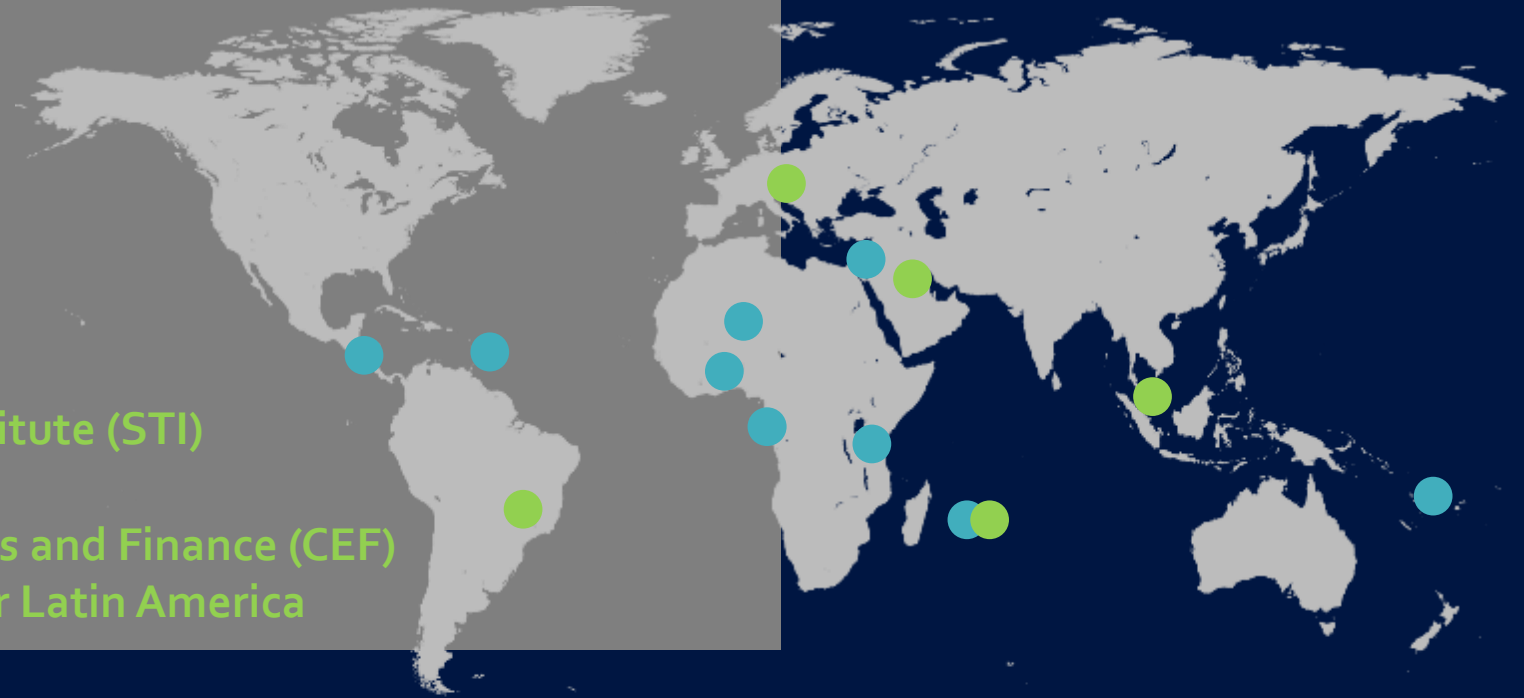 itute (STI)
s and Finance (CEF)
r Latin America